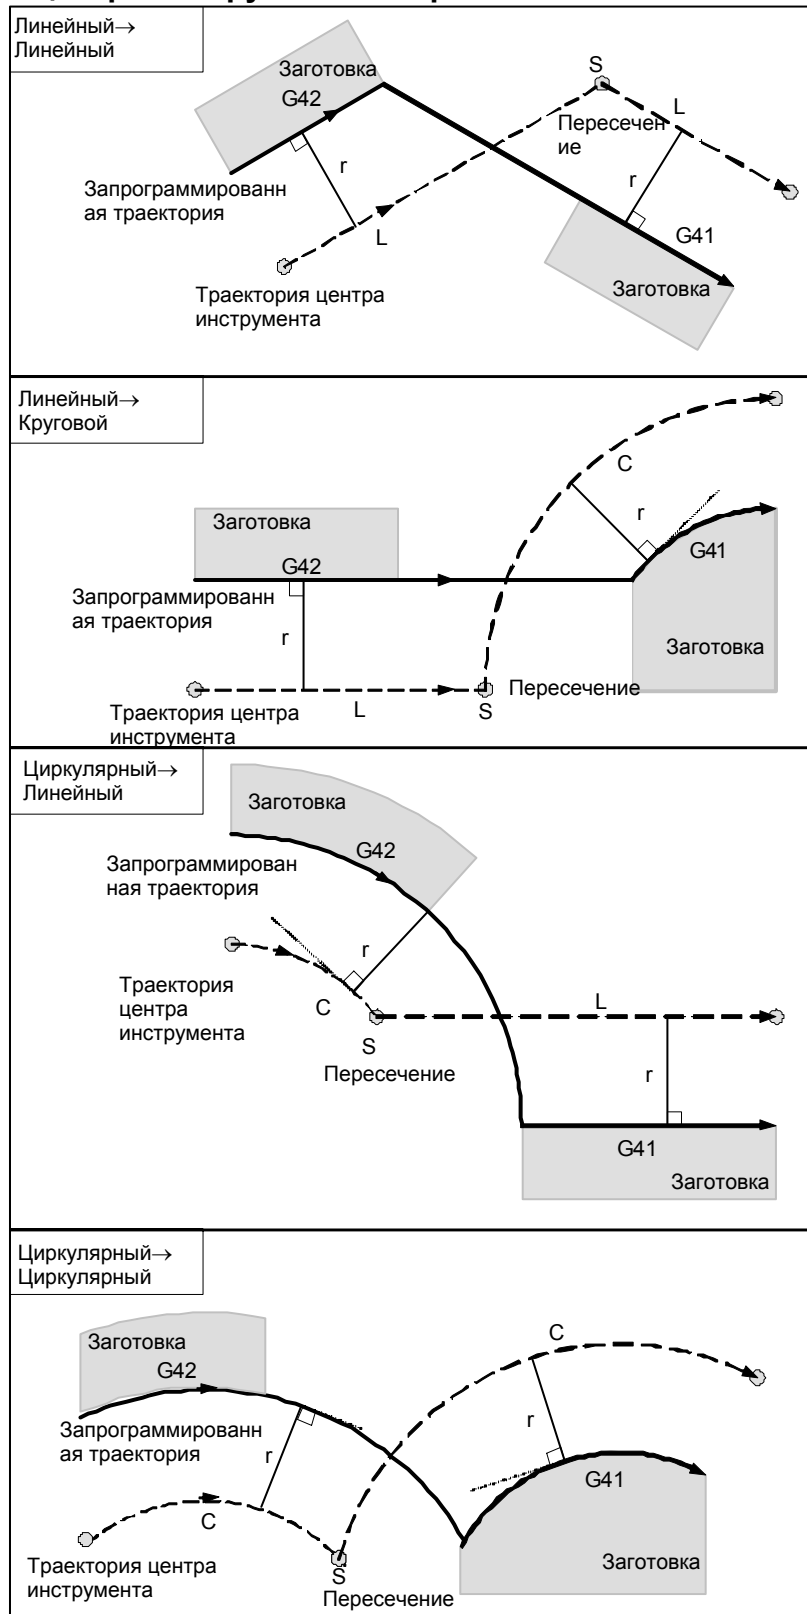 Линейный→
Линейный
Заготовка
G42
S
L
Пересечен
ие
r
r
Запрограммированн
ая траектория
L
G41
Траектория центра
инструмента
Заготовка
Линейный→
Круговой
C
Заготовка
r
G41
G42
Запрограммированн
ая траектория
r
Заготовка
Пересечение
L
S
Траектория центра
инструмента
Циркулярный→
Линейный
Заготовка
G42
Запрограммирован
ная траектория
r
Траектория
центра
инструмента
C
L
S
Пересечение
r
G41
Заготовка
Циркулярный→
Циркулярный
C
Заготовка
G42
Запрограммированн
ая траектория
r
r
G41
C
Траектория центра
инструмента
S
Пересечение
Заготовка